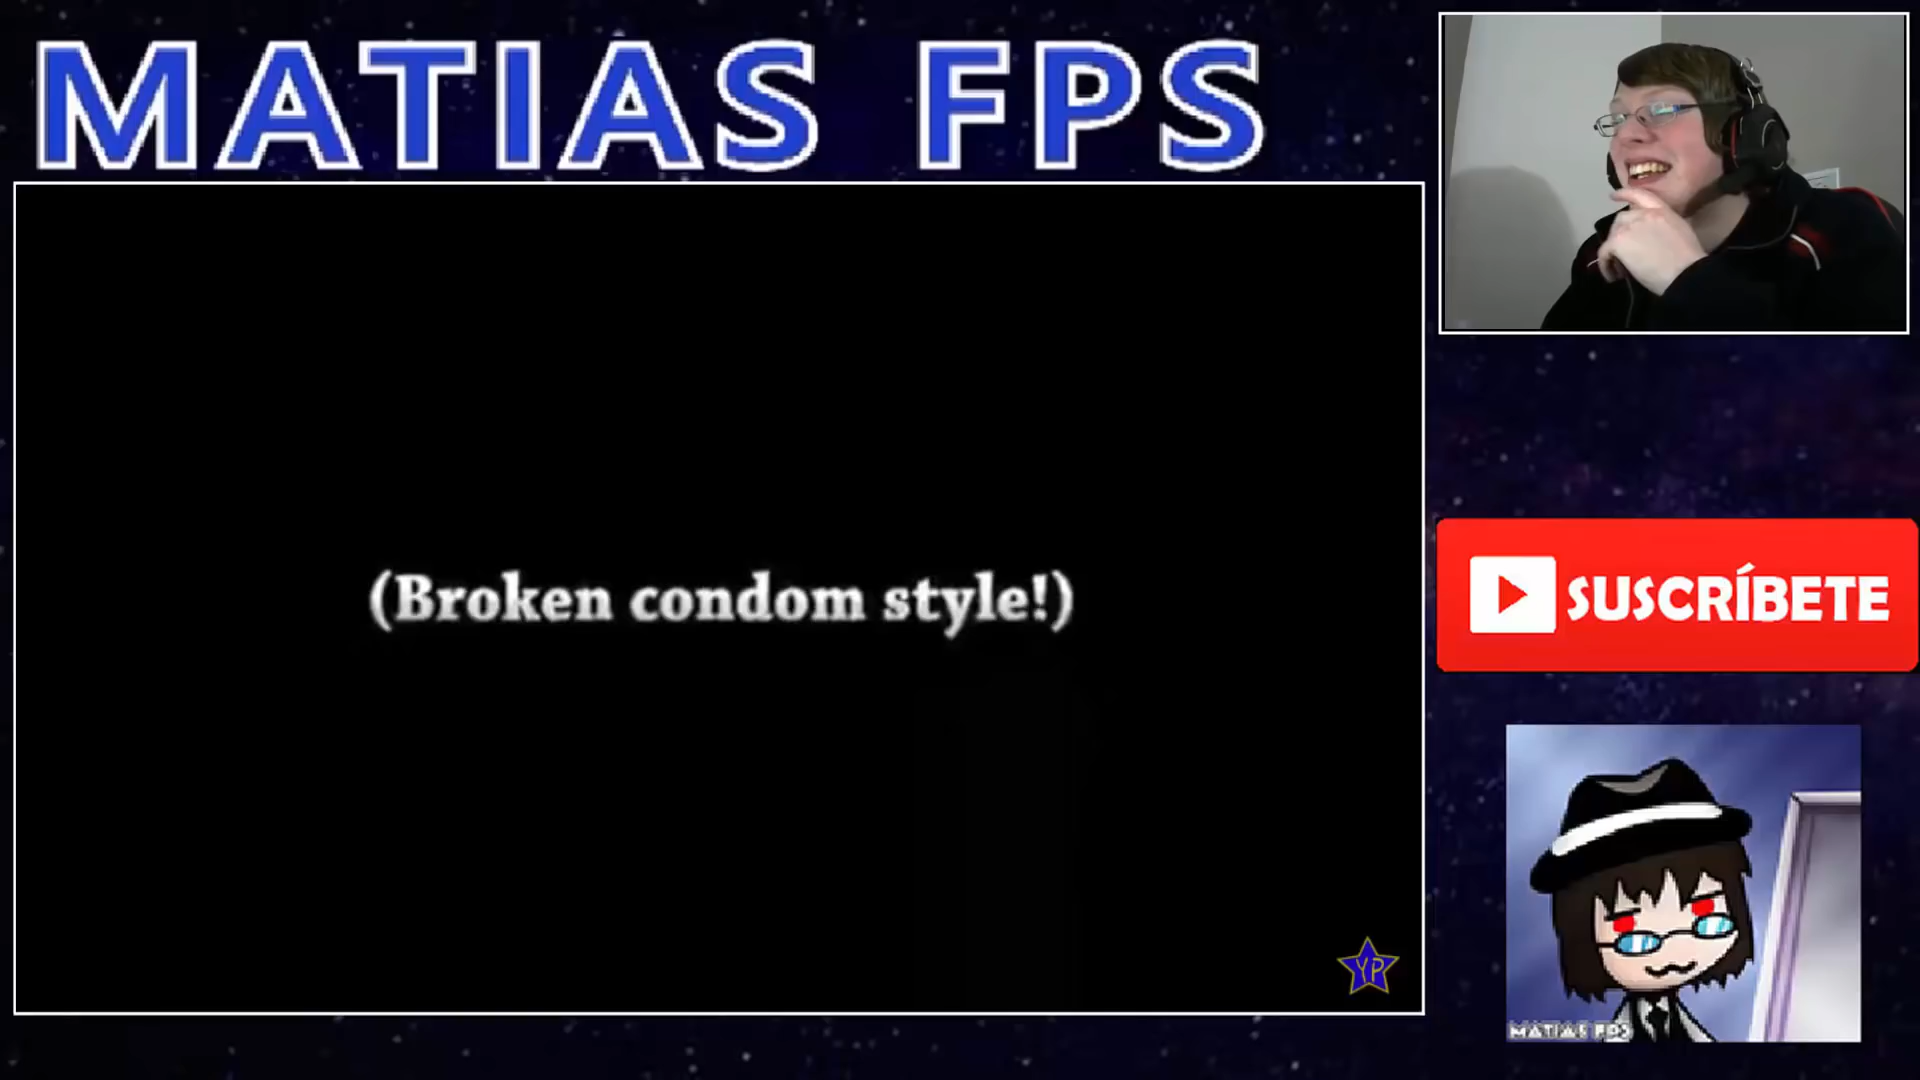 MATIAS FPS
(Broken condom style!)
SUSCRÍBETE
YP
MATIAS FPS